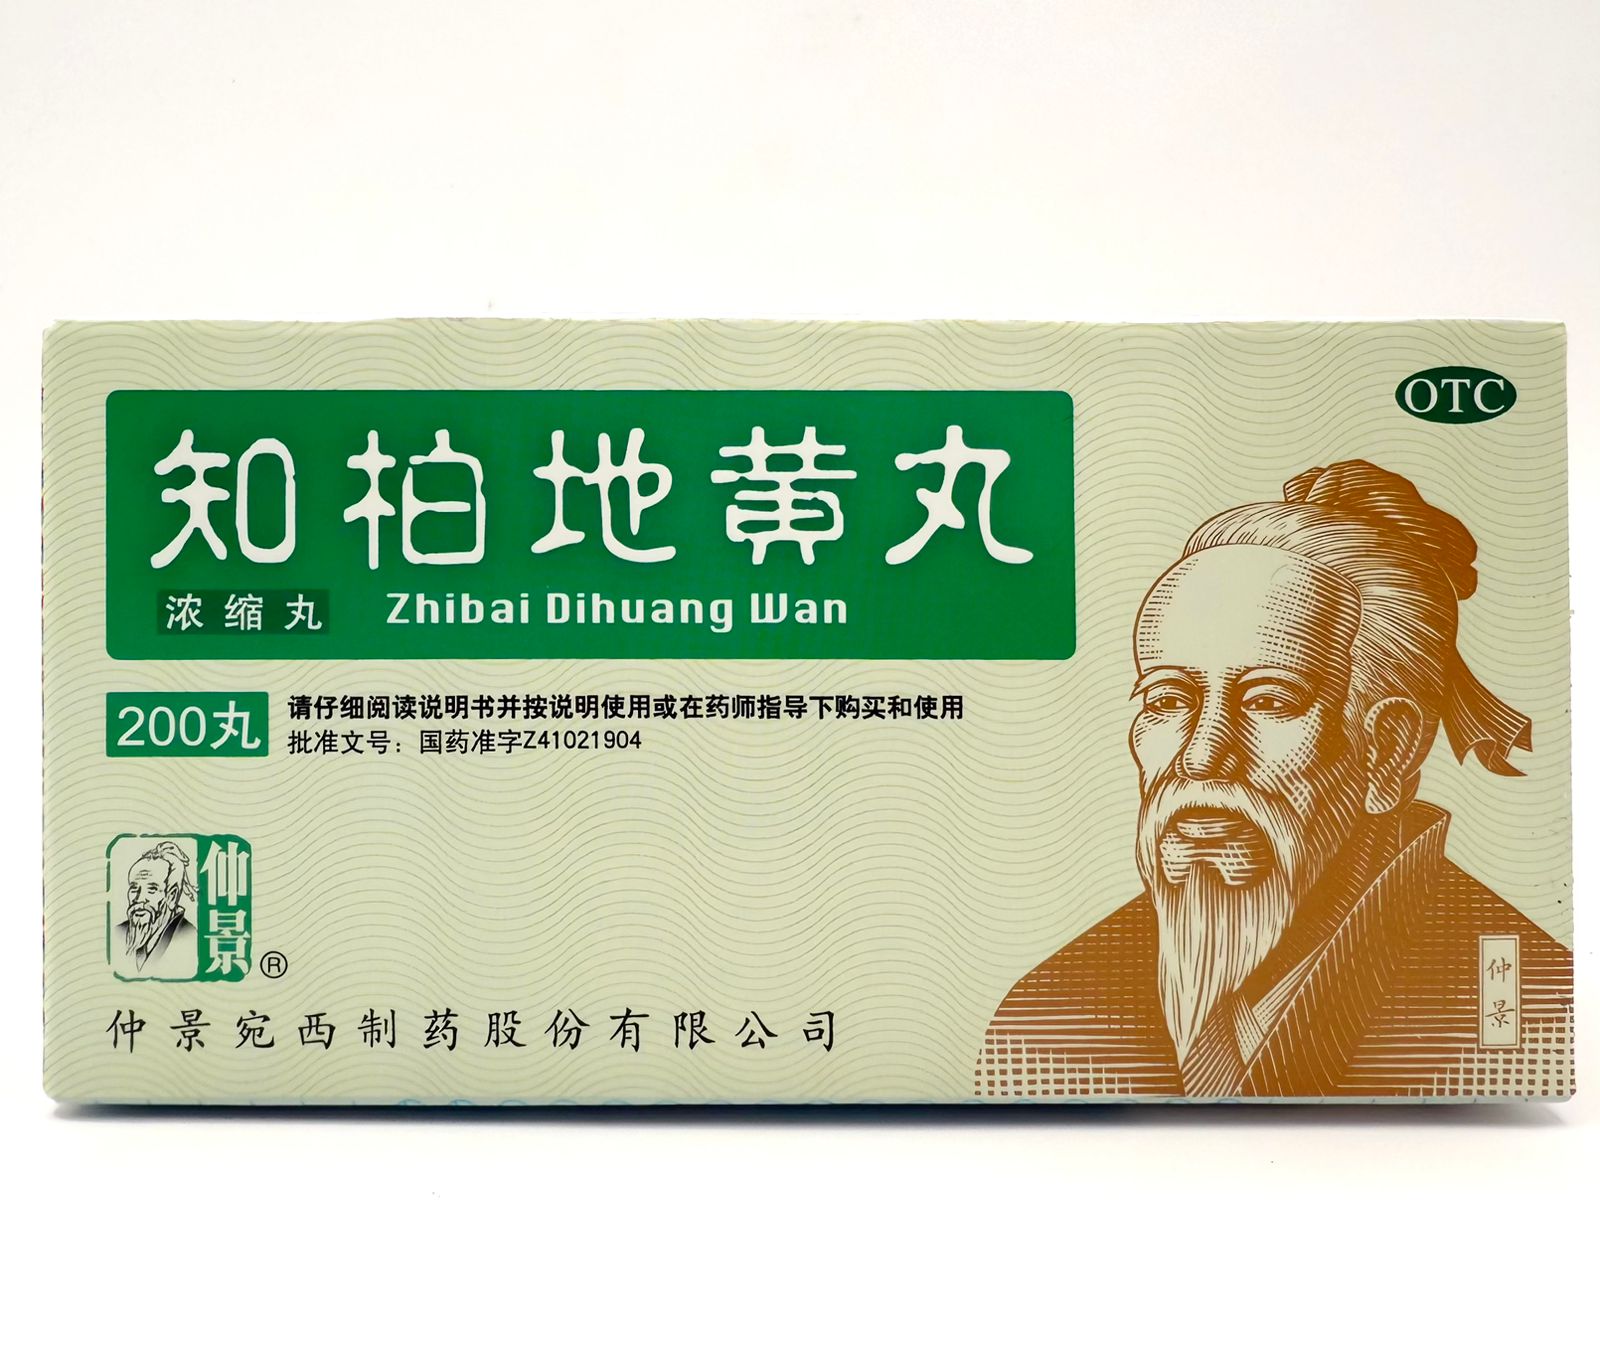 OTC
知柏地黄丸
浓缩丸 Zhibai Dihuang Wan
200丸
请仔细阅读说明书并按说明使用或在药师指导下购买和使用
批准文号：国药准字Z41021904
仲景
®
仲景
仲景宛西制药股份有限公司